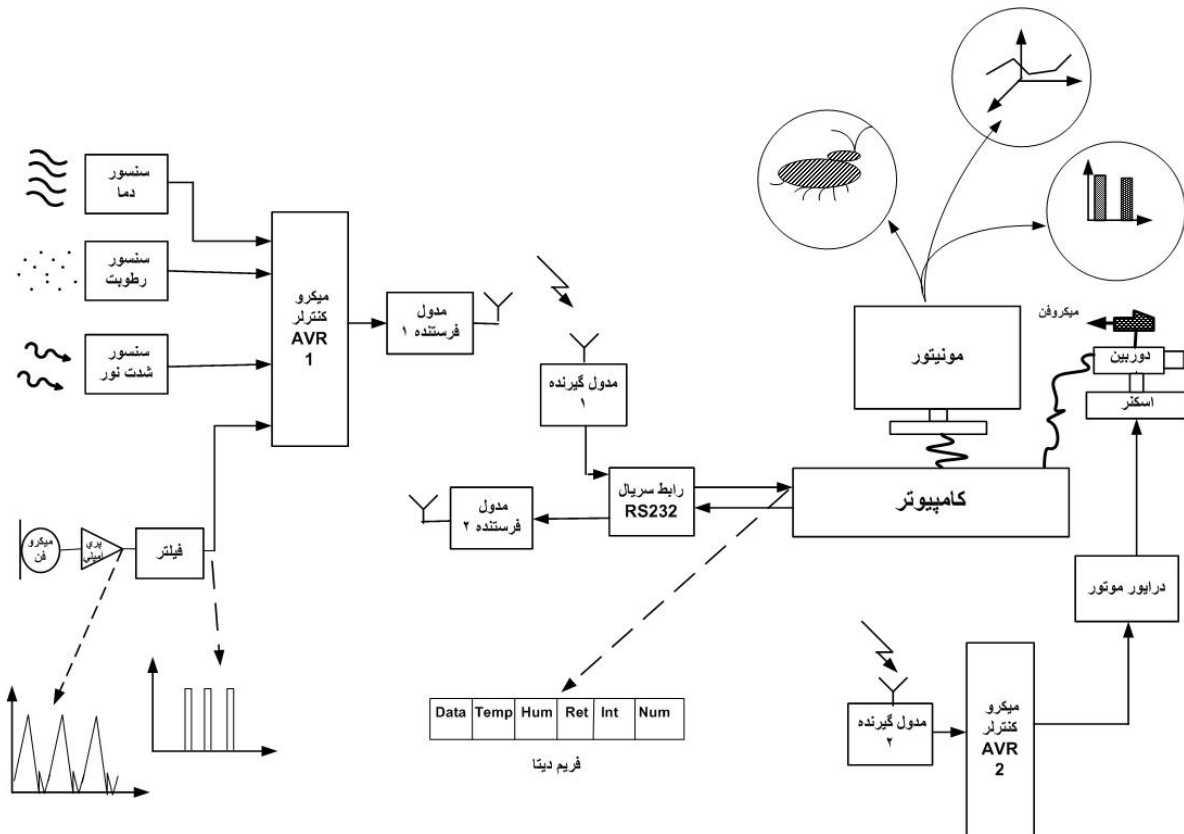 سنسور
دما
سنسور
رطوبت
سنسور
شدت نور
میکرو
کنترلر
AVR
1
مدول
فرستنده ۱
مدول گیرنده
۱
مدول
فرستنده ۲
رابط سریال
RS232
مونیتور
کامپیوتر
میکروفن
دوربین
اسکنر
درایور موتور
میکرو
فن
پري
آمپلي
فیلتر
Data Temp Hum Ret Int Num
فریم دیتا
مدول گیرنده
۲
میکرو
کنترلر
AVR
2